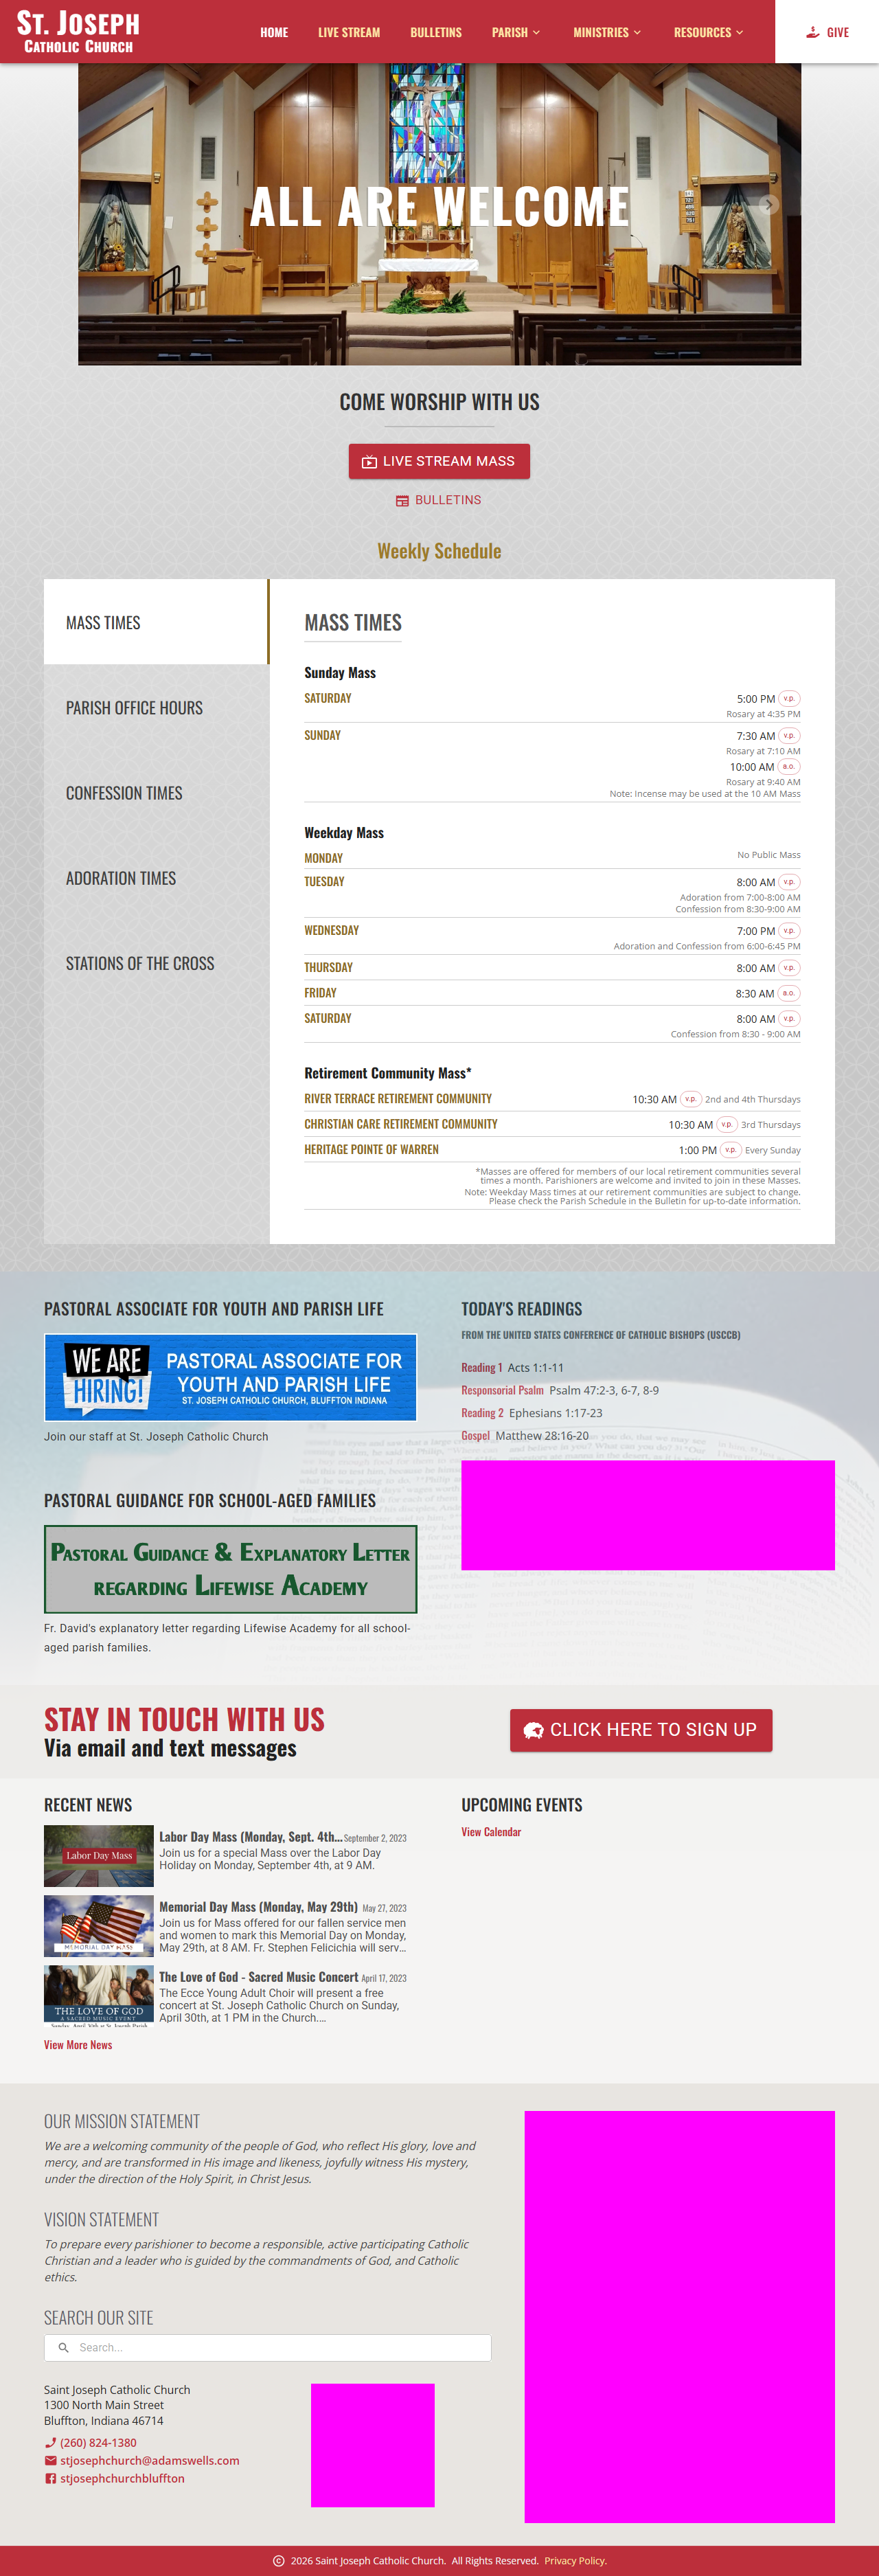 St. Joseph
Catholic Church
HOME
LIVE STREAM
BULLETINS
PARISH
MINISTRIES
RESOURCES
GIVE
ALL ARE WELCOME
COME WORSHIP WITH US
LIVE STREAM MASS
BULLETINS
Weekly Schedule
MASS TIMES
PARISH OFFICE HOURS
CONFESSION TIMES
ADORATION TIMES
STATIONS OF THE CROSS
MASS TIMES
Sunday Mass
SATURDAY
5:00 PM v.p.
Rosary at 4:35 PM
SUNDAY
7:30 AM v.p.
Rosary at 7:10 AM
10:00 AM a.o.
Rosary at 9:40 AM
Note: Incense may be used at the 10 AM Mass
Weekday Mass
MONDAY
No Public Mass
TUESDAY
8:00 AM v.p.
Adoration from 7:00-8:00 AM
Confession from 8:30-9:00 AM
WEDNESDAY
7:00 PM v.p.
Adoration and Confession from 6:00-6:45 PM
THURSDAY
8:00 AM v.p.
FRIDAY
8:30 AM a.o.
SATURDAY
8:00 AM v.p.
Confession from 8:30 - 9:00 AM
Retirement Community Mass*
RIVER TERRACE RETIREMENT COMMUNITY
10:30 AM v.p. 2nd and 4th Thursdays
CHRISTIAN CARE RETIREMENT COMMUNITY
10:30 AM v.p. 3rd Thursdays
HERITAGE POINTE OF WARREN
1:00 PM v.p. Every Sunday
*Masses are offered for members of our local retirement communities several
times a month. Parishioners are welcome and invited to join in these Masses.
Note: Weekday Mass times at our retirement communities are subject to change.
Please check the Parish Schedule in the Bulletin for up-to-date information.
PASTORAL ASSOCIATE FOR YOUTH AND PARISH LIFE
WE ARE
HIRING!
PASTORAL ASSOCIATE FOR
YOUTH AND PARISH LIFE
ST. JOSEPH CATHOLIC CHURCH, BLUFFTON INDIANA
Join our staff at St. Joseph Catholic Church
PASTORAL GUIDANCE FOR SCHOOL-AGED FAMILIES
Pastoral Guidance & Explanatory Letter
regarding Lifewise Academy
Fr. David's explanatory letter regarding Lifewise Academy for all school-
aged parish families.
TODAY'S READINGS
FROM THE UNITED STATES CONFERENCE OF CATHOLIC BISHOPS (USCCB)
Reading 1 Acts 1:1-11
Responsorial Psalm Psalm 47:2-3, 6-7, 8-9
Reading 2 Ephesians 1:17-23
Gospel Matthew 28:16-20
STAY IN TOUCH WITH US
Via email and text messages
CLICK HERE TO SIGN UP
RECENT NEWS
Labor Day Mass
Labor Day Mass (Monday, Sept. 4th... September 2, 2023
Join us for a special Mass over the Labor Day
Holiday on Monday, September 4th, at 9 AM.
MEMORIAL DAY MASS
Memorial Day Mass (Monday, May 29th) May 27, 2023
Join us for Mass offered for our fallen service men
and women to mark this Memorial Day on Monday,
May 29th, at 8 AM. Fr. Stephen Felicichia will serv...
THE LOVE OF GOD
A SACRED MUSIC EVENT
The Love of God - Sacred Music Concert April 17, 2023
The Ecce Young Adult Choir will present a free
concert at St. Joseph Catholic Church on Sunday,
April 30th, at 1 PM in the Church....
View More News
UPCOMING EVENTS
View Calendar
OUR MISSION STATEMENT
We are a welcoming community of the people of God, who reflect His glory, love and
mercy, and are transformed in His image and likeness, joyfully witness His mystery,
under the direction of the Holy Spirit, in Christ Jesus.
VISION STATEMENT
To prepare every parishioner to become a responsible, active participating Catholic
Christian and a leader who is guided by the commandments of God, and Catholic
ethics.
SEARCH OUR SITE
Search...
Saint Joseph Catholic Church
1300 North Main Street
Bluffton, Indiana 46714
(260) 824-1380
stjosephchurch@adamswells.com
stjosephchurchbluffton
© 2026 Saint Joseph Catholic Church. All Rights Reserved. Privacy Policy.